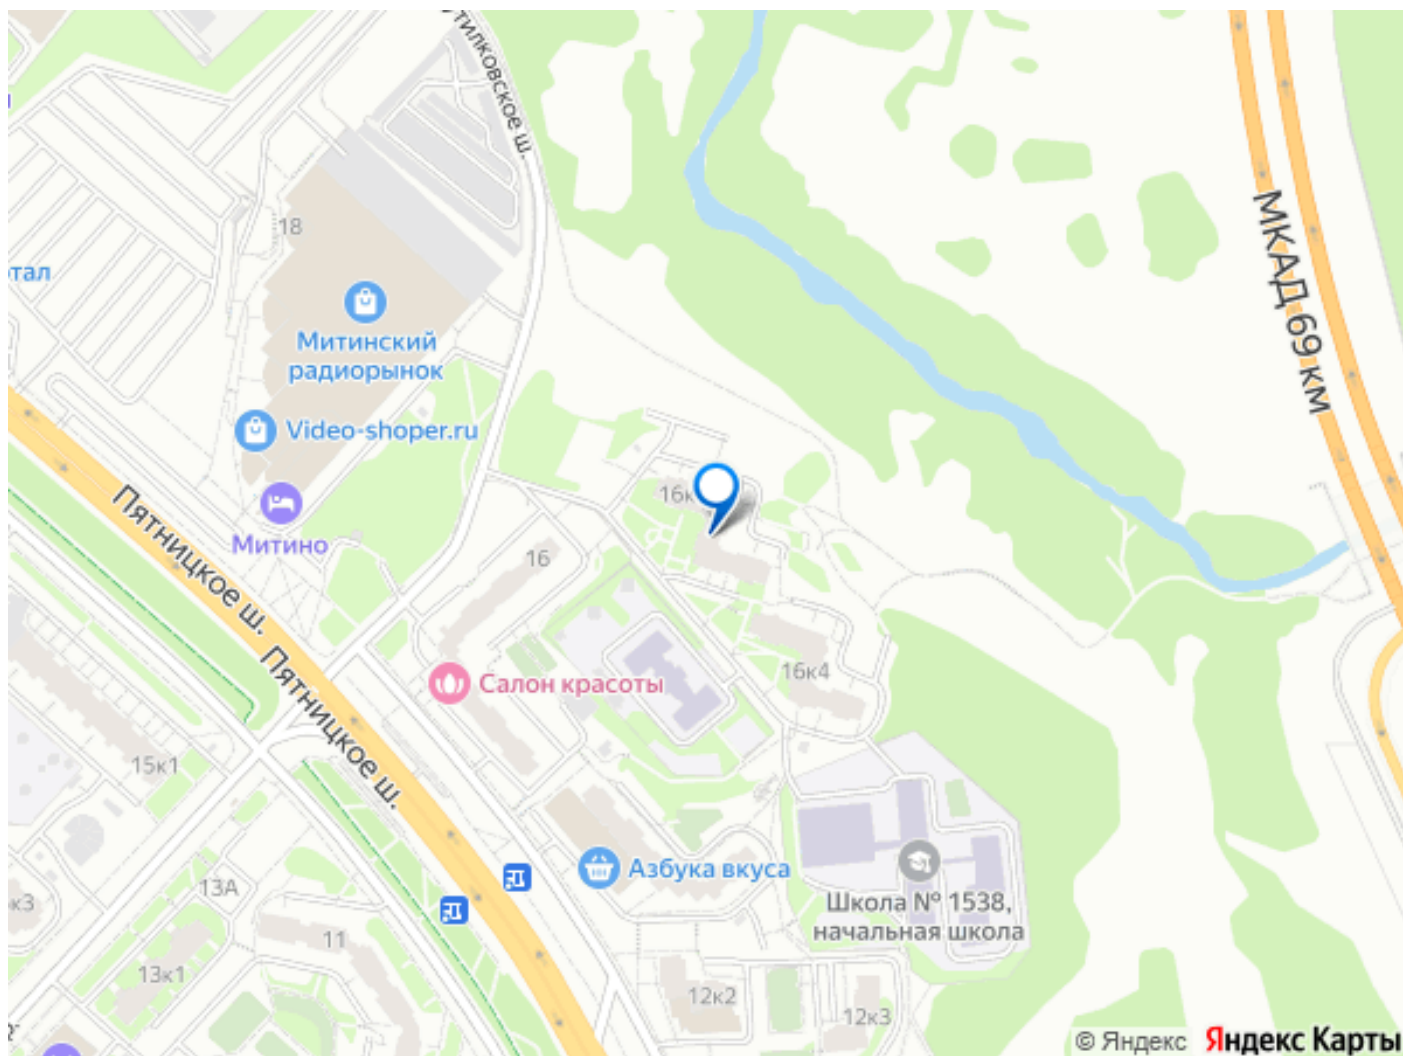 тилковское ш.
18
тал
Митинский
радиорынок
Video-shoper.ru
Митино
МКАД 69 км
16к
16
Пятницкое ш.
Пятницкое ш.
Салон красоты
16к4
15к1
Азбука вкуса
13А
к3
Школа № 1538,
начальная школа
11
13к1
12к2
12к3
© Яндекс Яндекс Карты